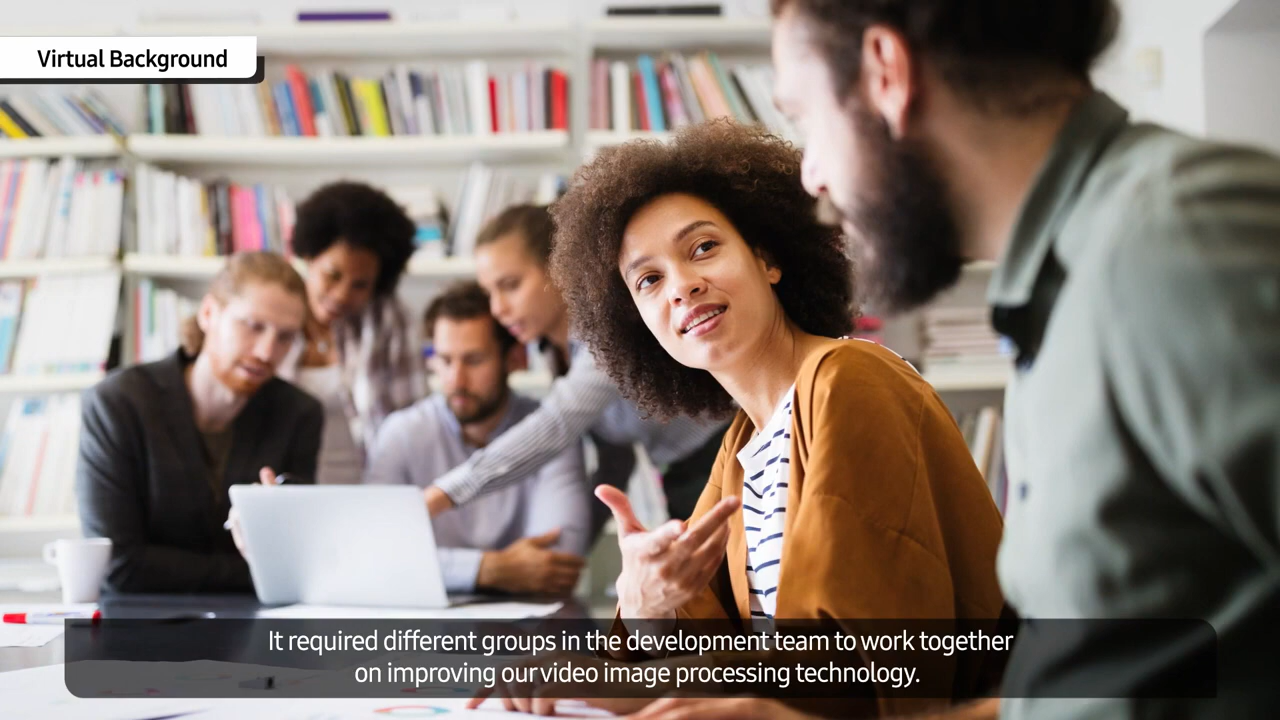 Virtual Background
It required different groups in the development team to work together
on improving our video image processing technology.